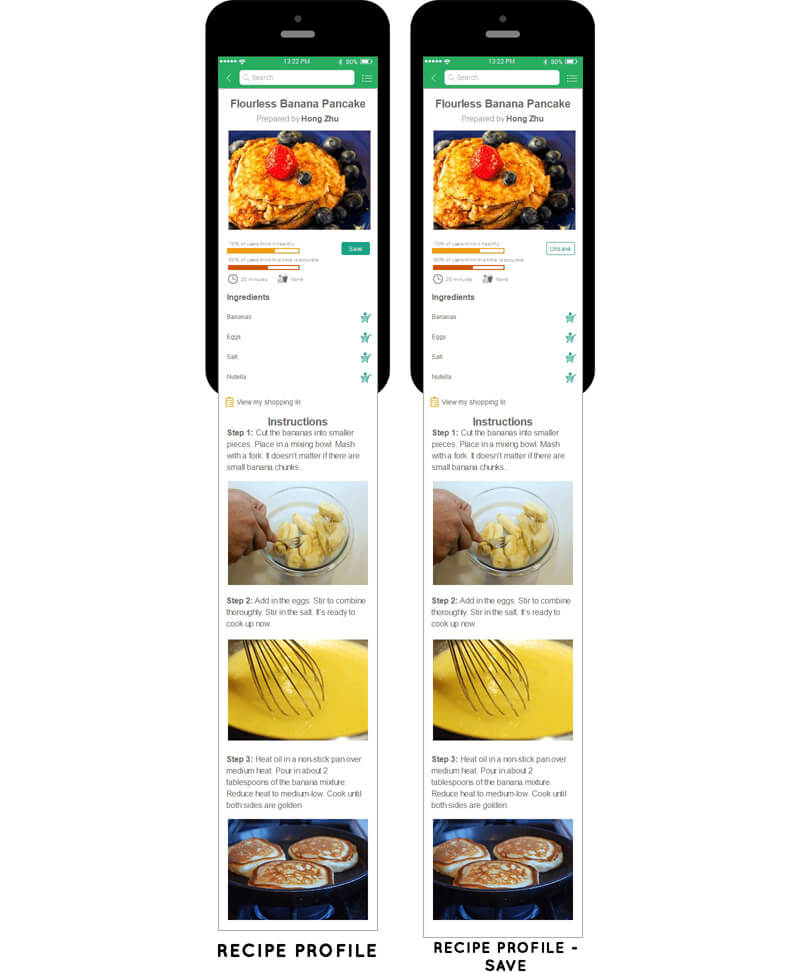 13:22 PM
80%
Search
Flourless Banana Pancake
Prepared by Hong Zhu
70% of users think it healthy
Save
60% of users think this time is accurate
20 minutes
None
Ingredients
Bananas
Eggs
Salt
Nutella
View my shopping
Instructions
Step 1: Cut the bananas into smaller
pieces. Place in a mixing bowl. Mash
with a fork. It doesn't matter if there are
small banana chunks.
Step 2: Add in the eggs. Stir to combine
thoroughly. Stir in the salt. It's ready to
cook up now.
Step 3: Heat oil in a non-stick pan over
medium heat. Pour in about 2
tablespoons of the banana mixture.
Reduce heat to medium-low. Cook until
both sides are golden
RECIPE PROFILE
13:22 PM
80%
Search
Flourless Banana Pancake
Prepared by Hong Zhu
70% of users think it healthy
Unsave
60% of users think this time is accurate
20 minutes
None
Ingredients
Bananas
Eggs
Salt
Nutella
View my shopping
Instructions
Step 1: Cut the bananas into smaller
pieces. Place in a mixing bowl. Mash
with a fork. It doesn't matter if there are
small banana chunks.
Step 2: Add in the eggs. Stir to combine
thoroughly. Stir in the salt. It's ready to
cook up now.
Step 3: Heat oil in a non-stick pan over
medium heat. Pour in about 2
tablespoons of the banana mixture.
Reduce heat to medium-low. Cook until
both sides are golden
RECIPE PROFILE -
SAVE